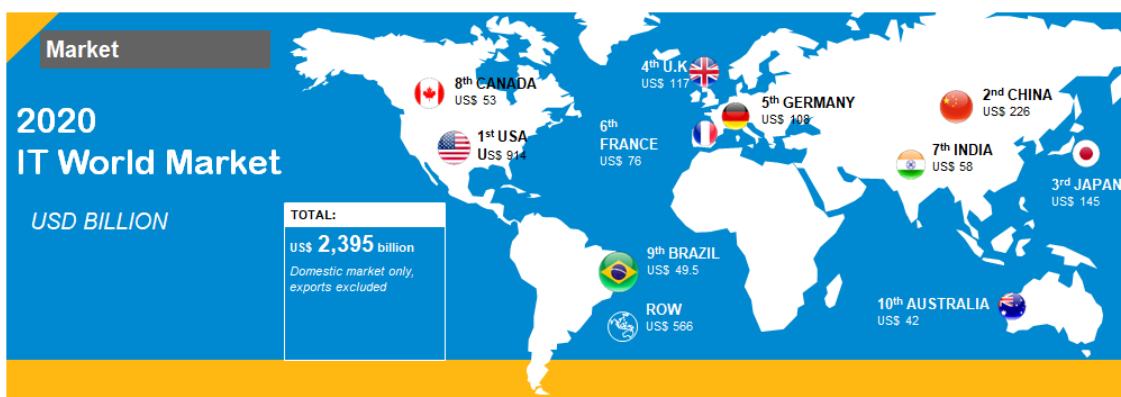 Market
2020
IT World Market
USD BILLION
TOTAL:
US$ 2,395 billion
Domestic market only,
exports excluded
8th CANADA
US$ 53
1st USA
US$ 914
4th U.K
US$ 117
5th GERMANY
US$ 108
6th
FRANCE
US$ 76
2nd CHINA
US$ 226
7th INDIA
US$ 58
3rd JAPAN
US$ 145
9th BRAZIL
US$ 49.5
ROW
US$ 566
10th AUSTRALIA
US$ 42